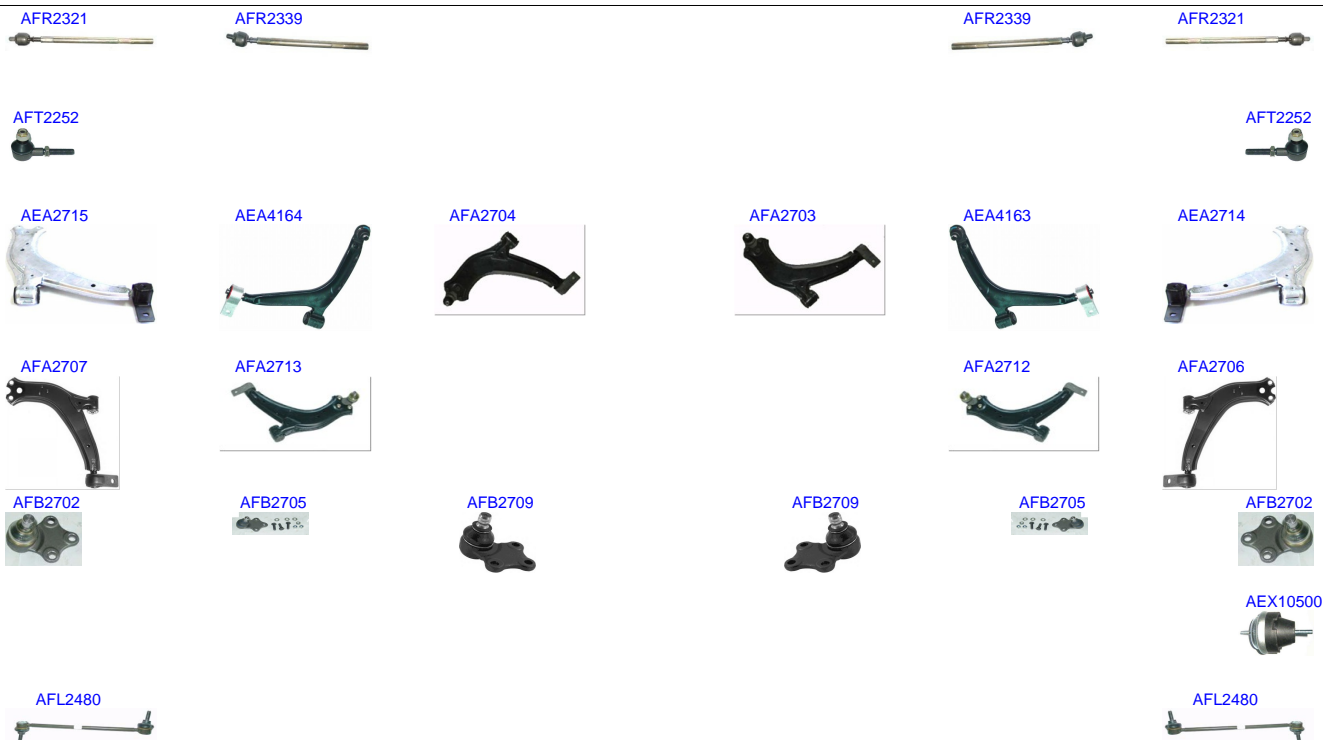 AFR2321 AFR2339 AFR2339 AFR2321
AFT2252 AFT2252
AEA2715 AEA4164 AFA2704 AFA2703 AEA4163 AEA2714
AFA2707 AFA2713 AFA2712 AFA2706
AFB2702 AFB2705 AFB2709 AFB2709 AFB2705 AFB2702
AEX10500
AFL2480 AFL2480